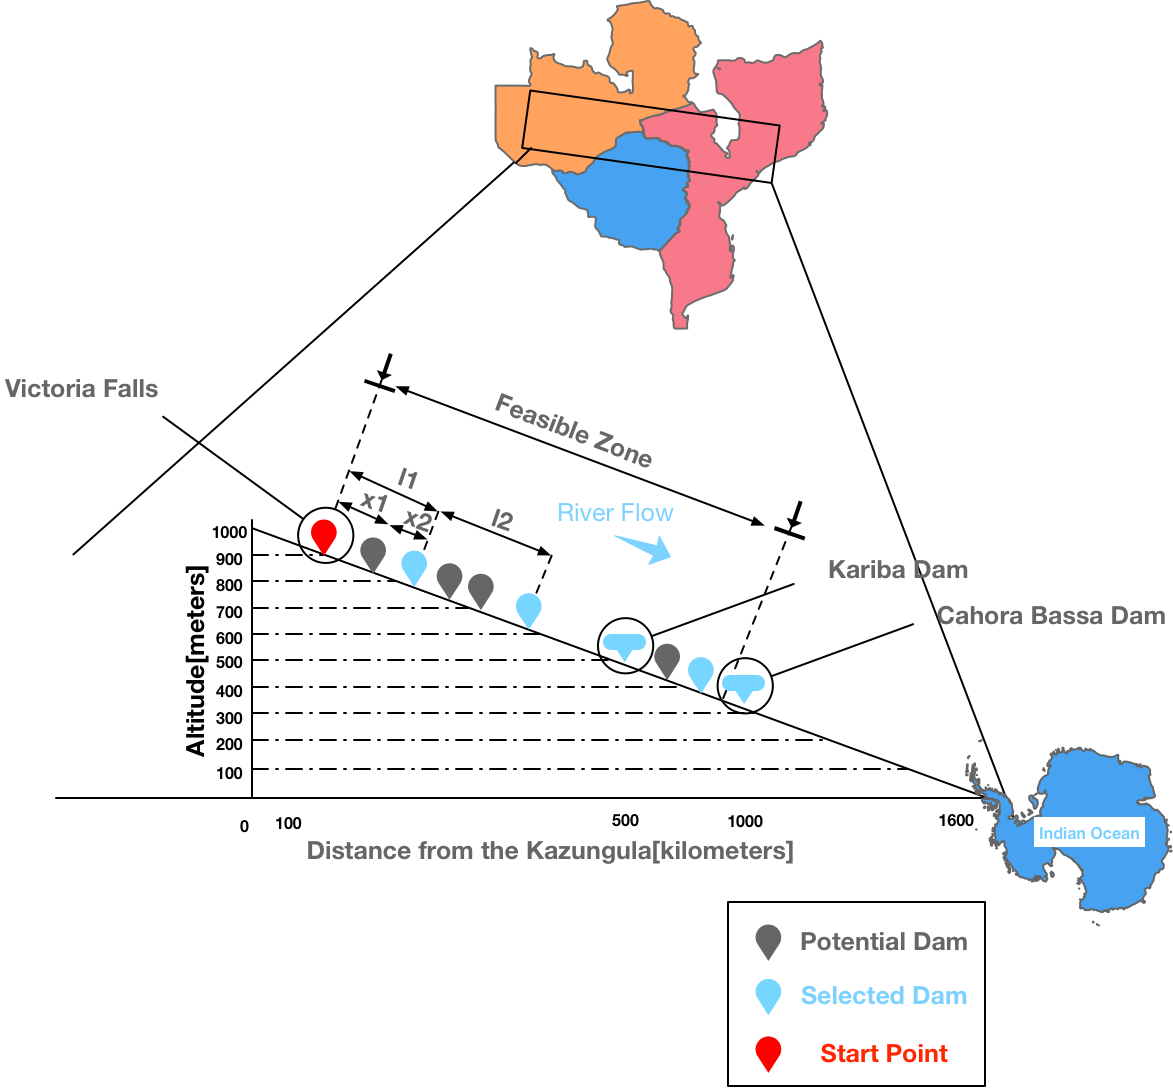 Victoria Falls
Feasible Zone
l1
x1
x2
l2
River Flow
Kariba Dam
Cahora Bassa Dam
Altitude[meters]
1000
900
800
700
600
500
400
300
200
100
0
100
500
1000
1600
Distance from the Kazungula[kilometers]
Indian Ocean
Potential Dam
Selected Dam
Start Point